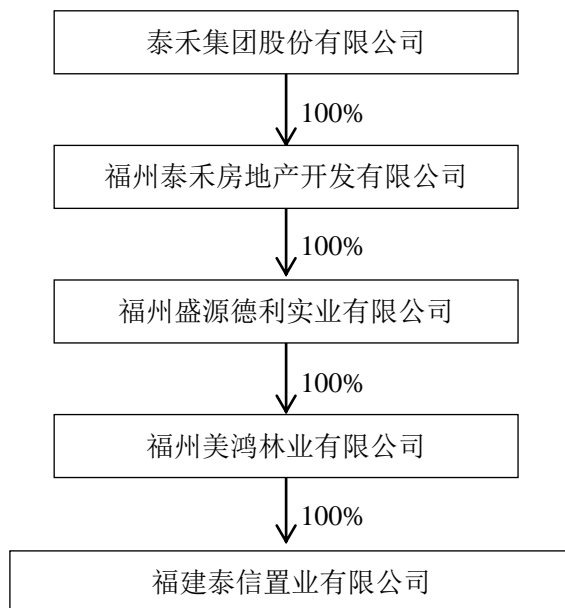 泰禾集团股份有限公司
100%
福州泰禾房地产开发有限公司
100%
福州盛源德利实业有限公司
100%
福州美鸿林业有限公司
100%
福建泰信置业有限公司